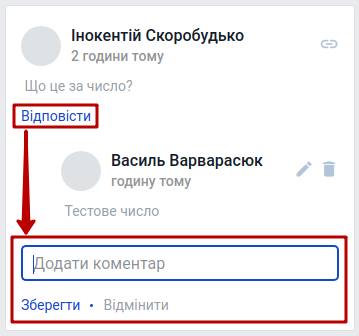 Інокентій Скоробудько
2 години тому
Що це за число?
Відповісти
Василь Варварасюк
годину тому
Тестове число
Додати коментар
Зберегти • Відмінити